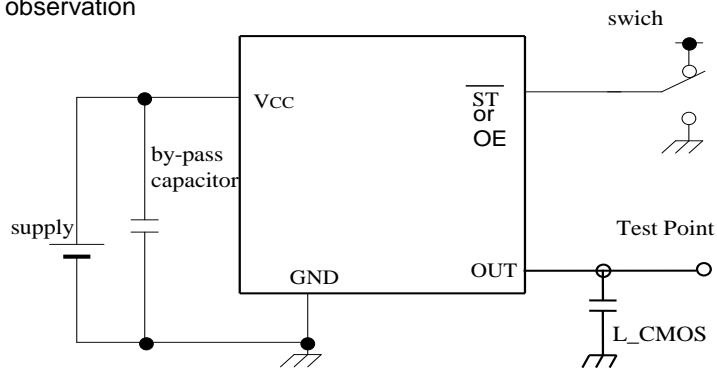 observation
swich
VCC
ST
or
OE
by-pass
capacitor
supply
Test Point
GND
OUT
L_CMOS